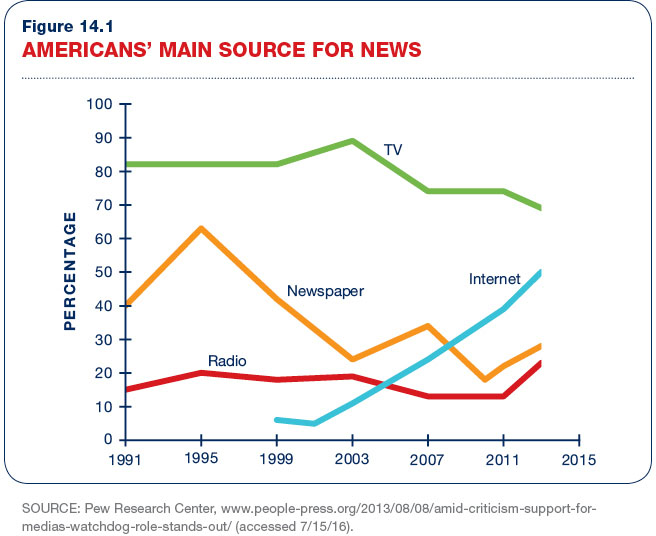 Figure 14.1
AMERICANS' MAIN SOURCE FOR NEWS
100
90
80
70
60
50
40
30
20
10
0
PERCENTAGE
TV
Internet
Newspaper
Radio
1991 1995 1999 2003 2007 2011 2015
SOURCE: Pew Research Center, www.people-press.org/2013/08/08/amid-criticism-support-for-
medias-watchdog-role-stands-out/ (accessed 7/15/16).